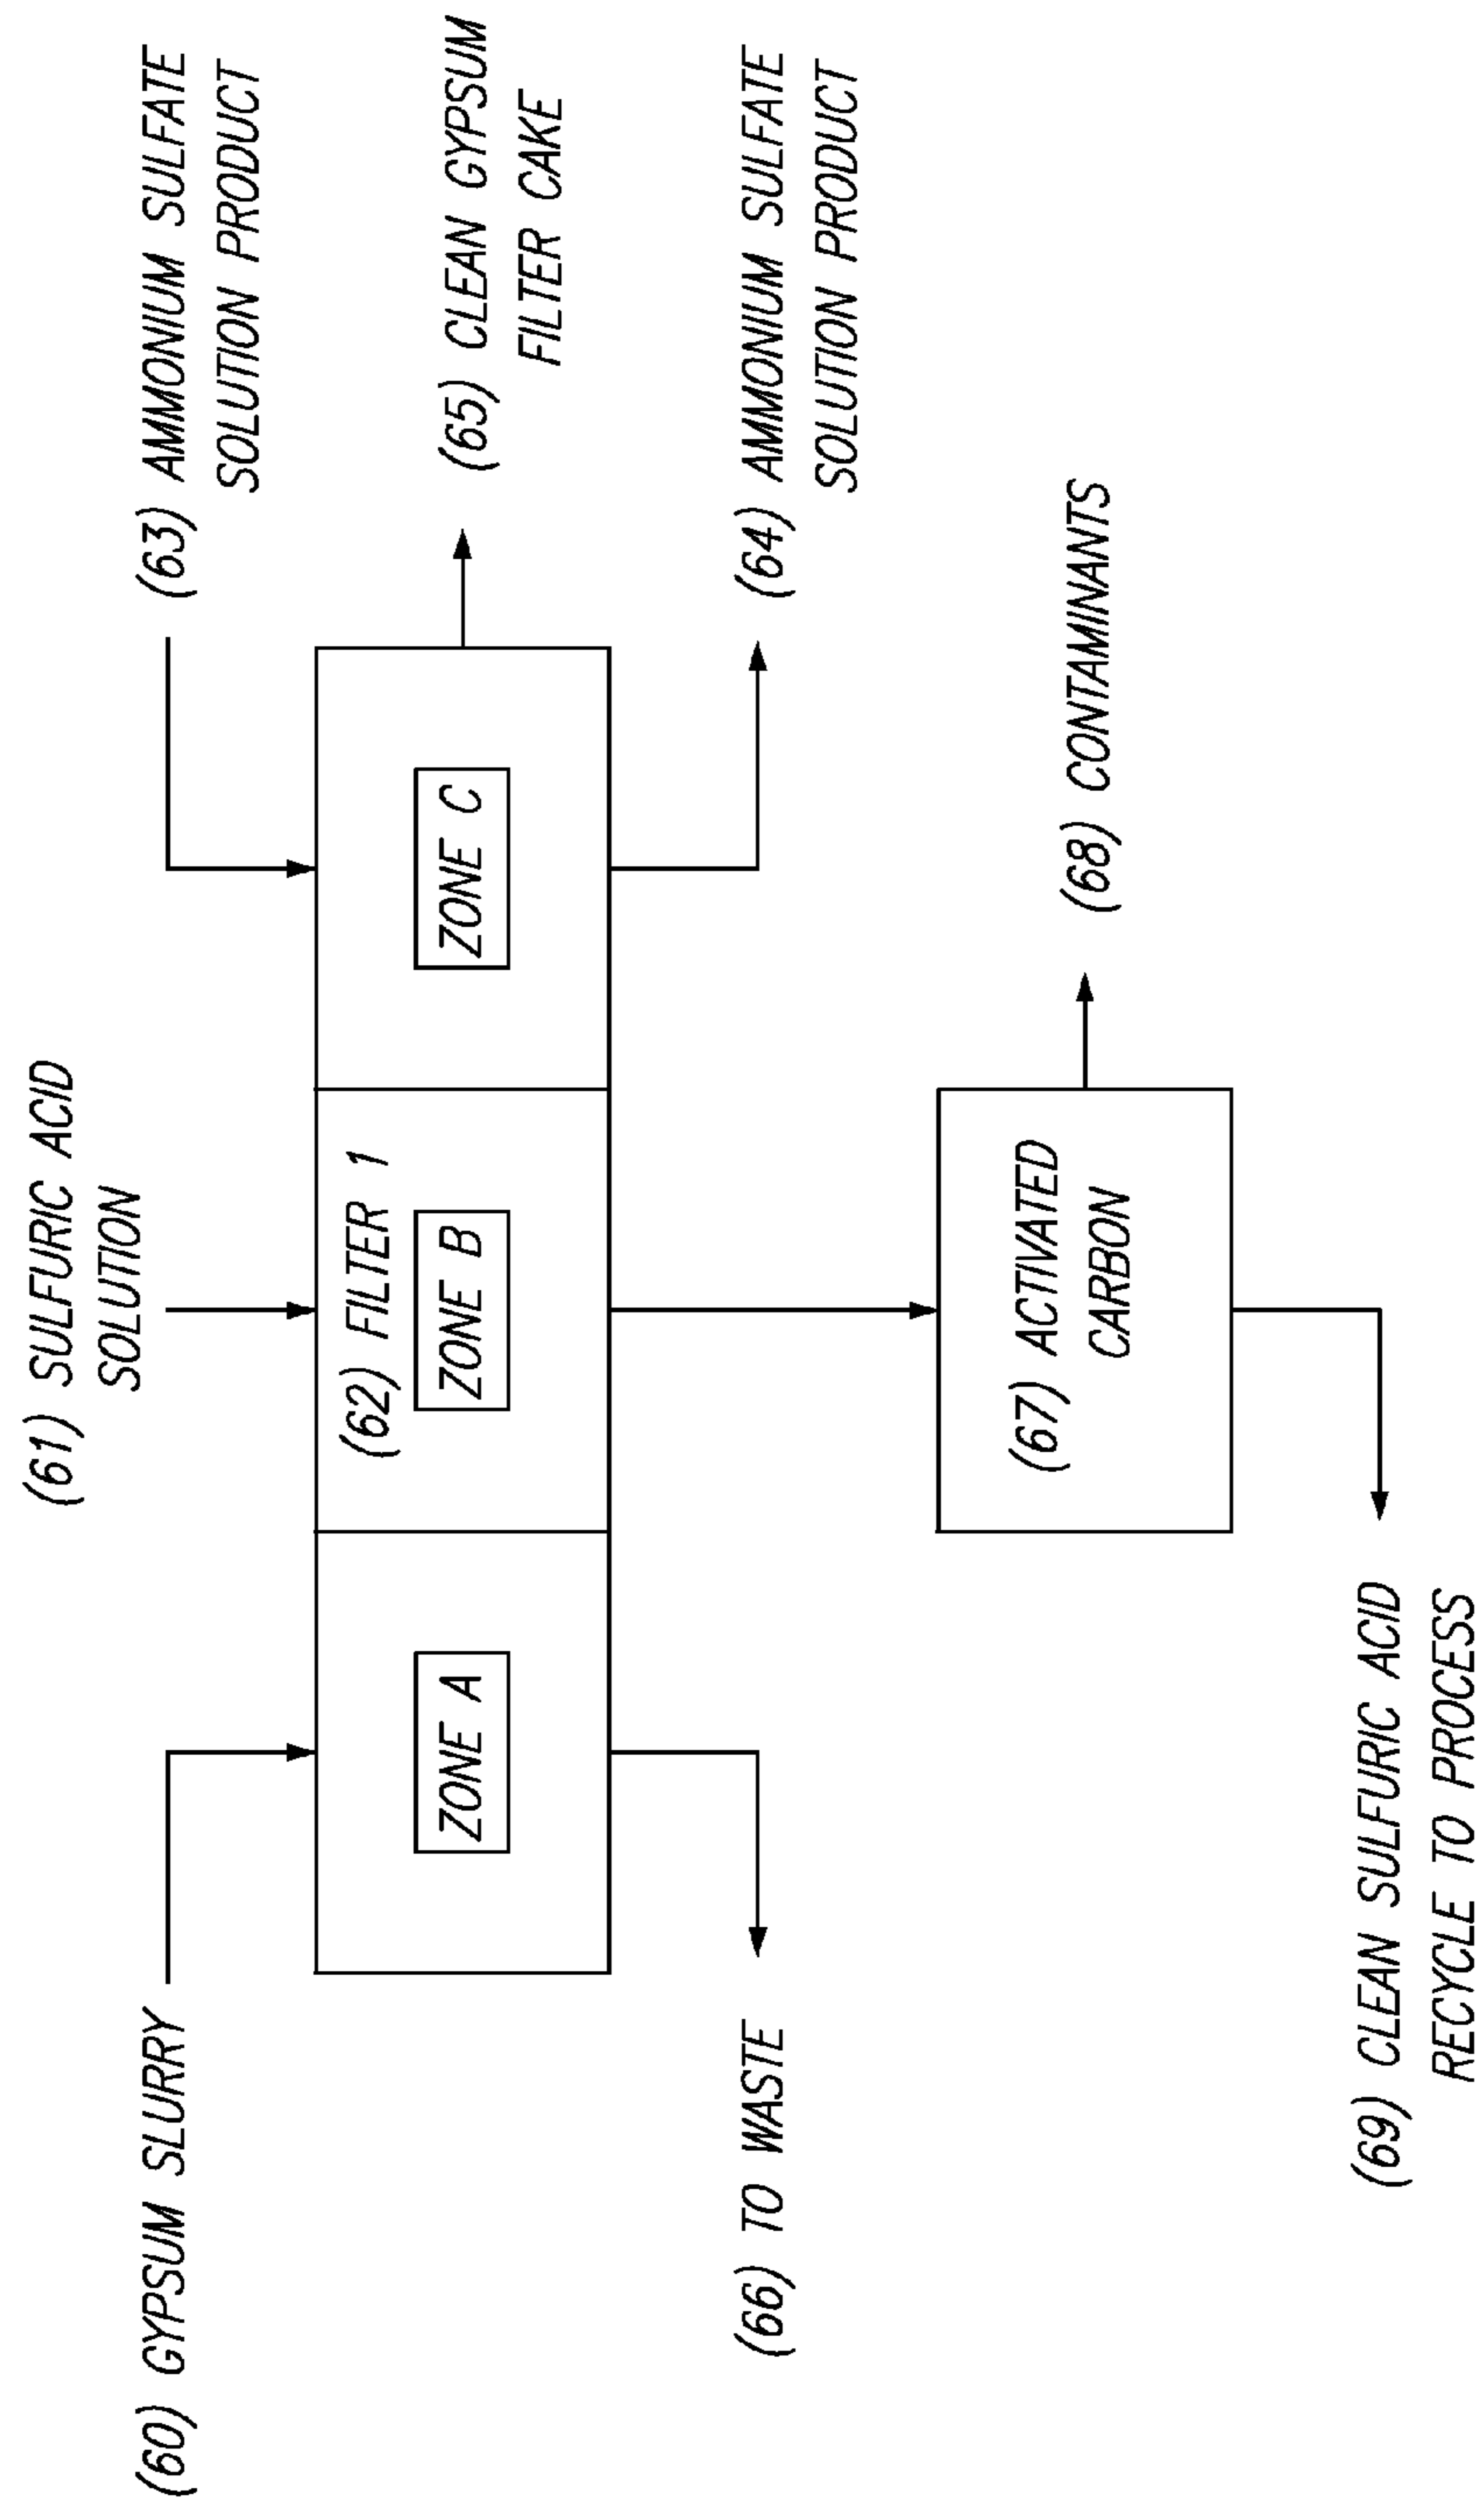 (61) SULFURIC ACID
SOLUTION
(60) GYPSUM SLURRY
(63) AMMONIUM SULFATE
SOLUTION PRODUCT
(62) FILTER 1
ZONE A
ZONE B
ZONE C
(65) CLEAN GYPSUM
FILTER CAKE
(66) TO WASTE
(64) AMMONIUM SULFATE
SOLUTION PRODUCT
(67) ACTIVATED
CARBON
(68) CONTAMINANTS
(69) CLEAN SULFURIC ACID
RECYCLE TO PROCESS